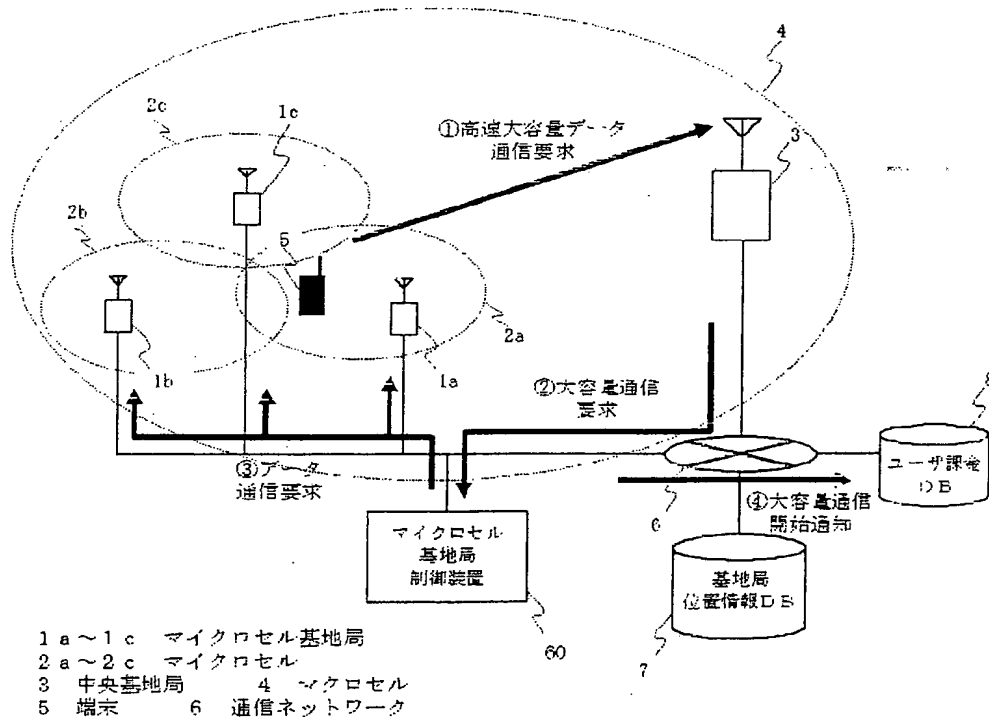 4
2c
1c
①高速大容量データ
通信要求
3
2b
5
2a
1b
1a
②大容量通信
要求
8
ユーザ課金
DB
③データ
通信要求
6
④大容量通信
開始通知
マイクロセル
基地局
制御装置
基地局
位置情報DB
60
7
1a～1c マイクロセル基地局
2a～2c マイクロセル
3 中央基地局 4 マクロセル
5 端末 6 通信ネットワーク